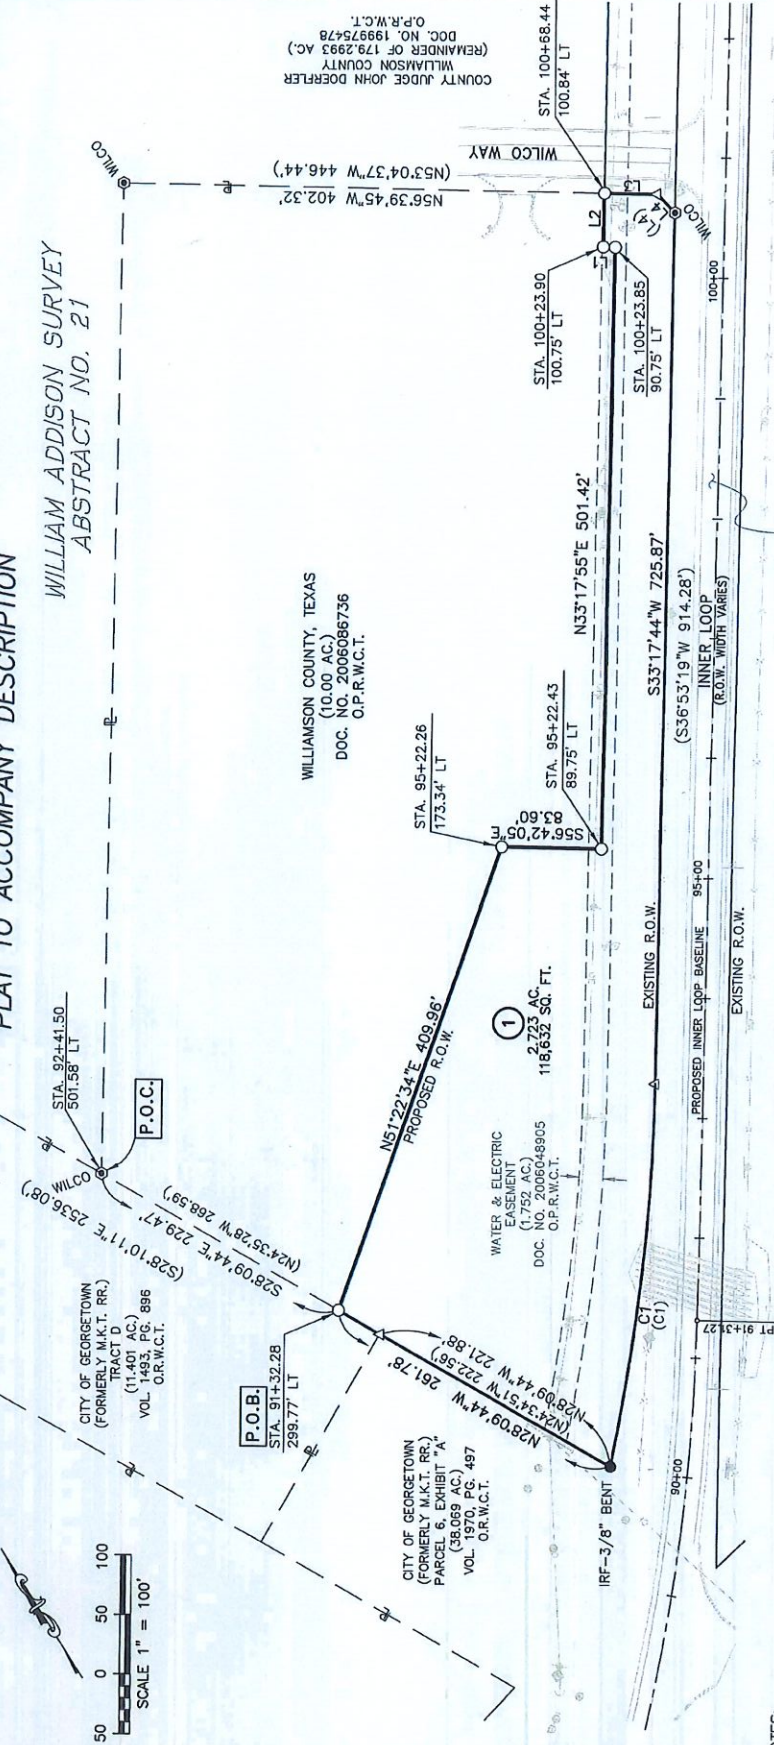 PLAT TO ACCOMPANY DESCRIPTION
WILLIAM ADDISON SURVEY
ABSTRACT NO. 21
50 0 50 100
SCALE 1" = 100'
STA. 92+41.50
501.58' LT
P.O.C.
WILCO
(S28°10'11"E 2536.08')
S28°09'44"E 229.47'
(N24°35'28"W 268.59')
CITY OF GEORGETOWN
(FORMERLY M.K.T. RR.)
TRACT D
(11.401 AC.)
VOL. 1493, PG. 896
O.R.W.C.T.
P.O.B.
STA. 91+32.28
299.77' LT
261.78'
N28°09'44"W
N28°09'44"W 221.88'
(N24°34'51"W 222.56')
CITY OF GEORGETOWN
(FORMERLY M.K.T. RR.)
PARCEL 6, EXHIBIT "A"
(38.069 AC.)
VOL. 1970, PG. 497
O.R.W.C.T.
IRF-3/8" BENT
90+00
N51°22'34"E 409.96'
PROPOSED R.O.W.
1
2.723 AC.
118,632 SQ. FT.
WATER & ELECTRIC
EASEMENT
(1.752 AC.)
DOC. NO. 2006048905
O.P.R.W.C.T.
C1
(C1)
PT 91+31.27
WILLIAMSON COUNTY, TEXAS
(10.00 AC.)
DOC. NO. 2006086736
O.P.R.W.C.T.
STA. 95+22.26
173.34' LT
S56°42'05"E
83.60'
STA. 95+22.43
89.75' LT
N33°17'55"E 501.42'
EXISTING R.O.W.
S33°17'44"W 725.87'
(S36°53'19"W 914.28')
INNER LOOP
(R.O.W. WIDTH VARIES)
PROPOSED INNER LOOP BASELINE
95+00
EXISTING R.O.W.
100+00
STA. 100+23.90
100.75' LT
STA. 100+23.85
90.75' LT
L1
L2
L3
L4
(L4)
WILCO
STA. 100+68.44
100.84' LT
WILCO WAY
WILCO
N56°39'45"W 402.32'
(N53°04'37"W 446.44')
COUNTY JUDGE JOHN DOERFLER
WILLIAMSON COUNTY
(REMAINDER OF 179.2993 AC.)
DOC. NO. 199975478
O.P.R.W.C.T.